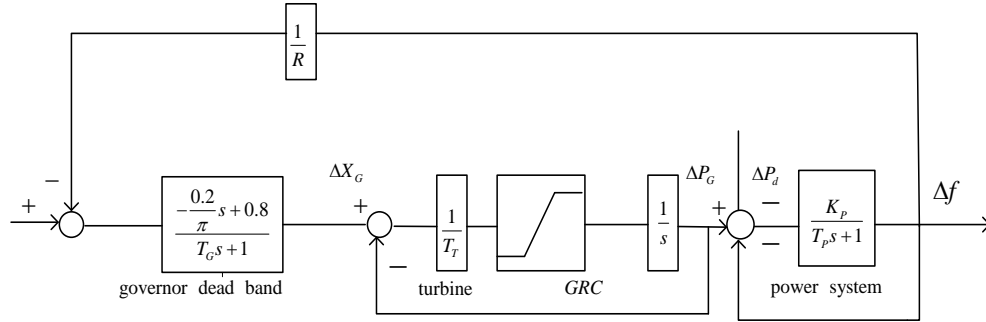 1
R
−
ΔX_G
ΔP_G
ΔP_d
Δf
+
−0.2/π s + 0.8
T_G s + 1
+
1
T_T
1
s
+
−
K_P
T_P s + 1
−
−
governor dead band
turbine
GRC
power system